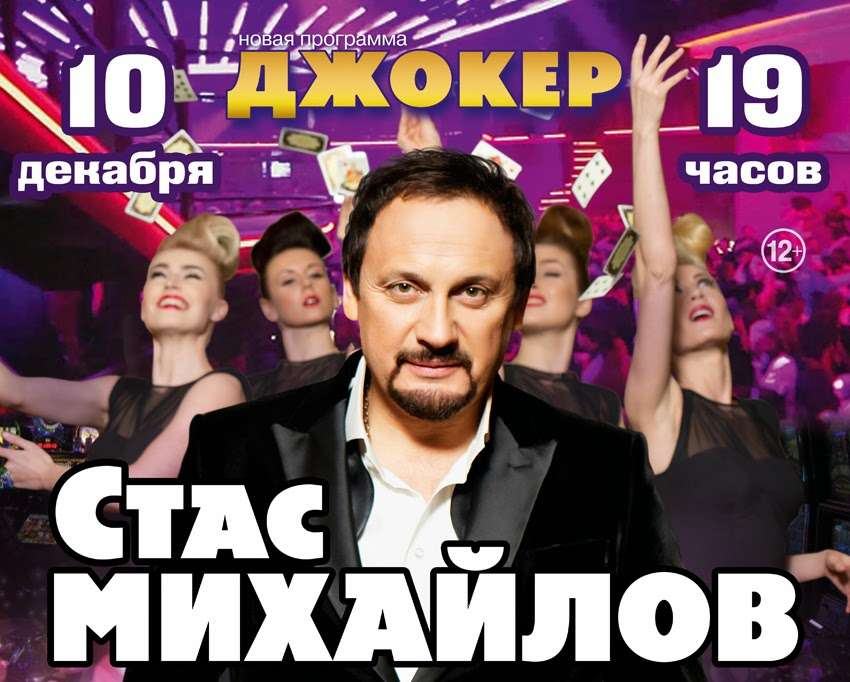 новая программа
ДЖОКЕР
10
декабря
19
часов
12+
Стас
МИХАЙЛОВ